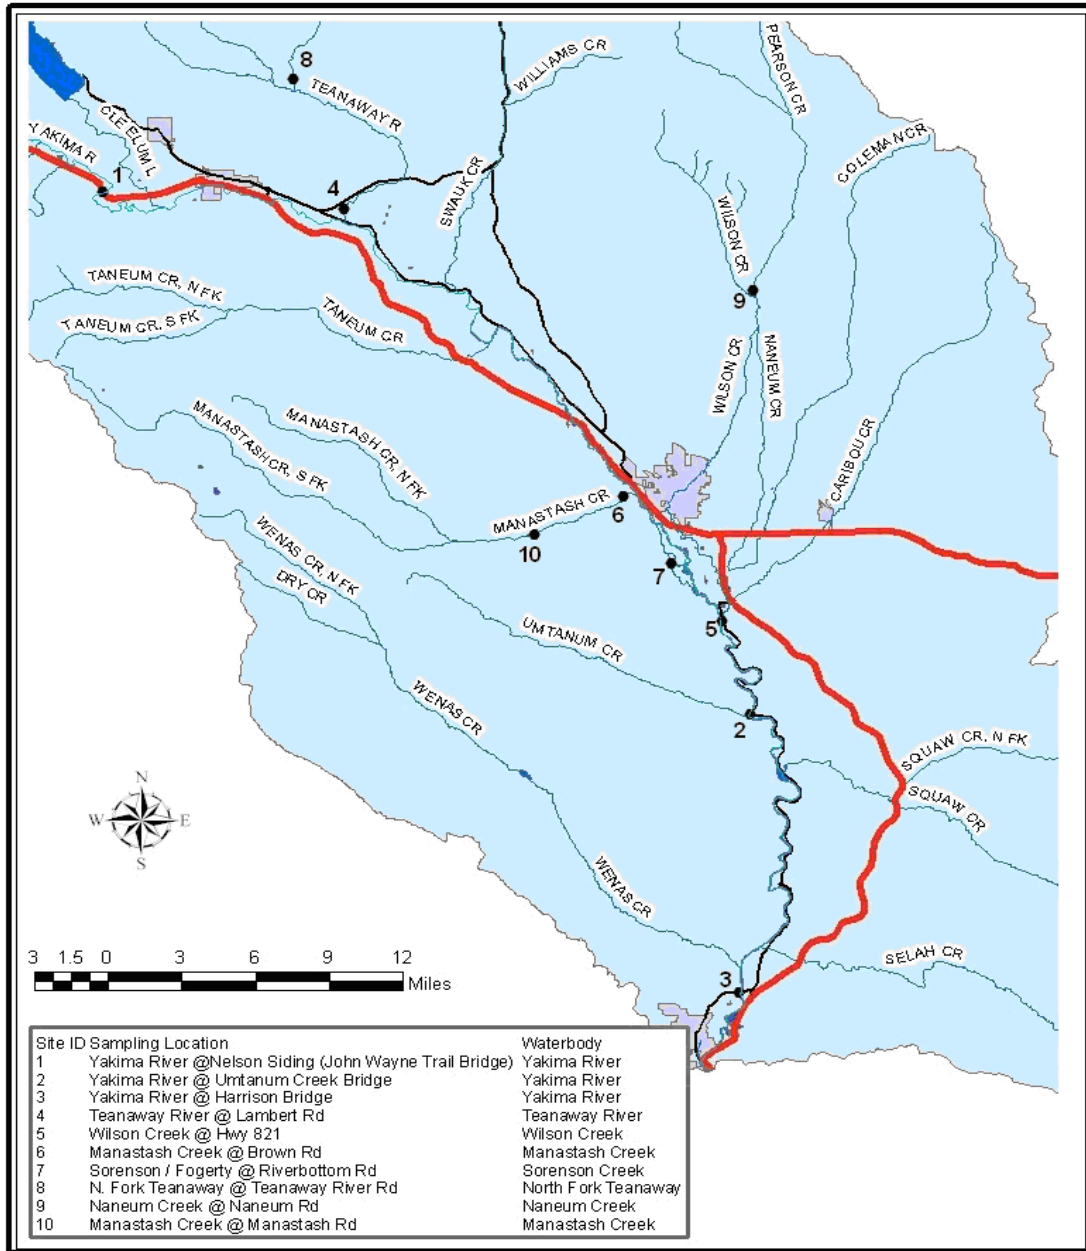 8
WILLIAMS CR
PEARSON CR
TEANAWAY R
CLE ELUM L
YAKIMA R
COLEMAN CR
1
4
SWAUK CR
WILSON CR
TANEUM CR, N FK
9
TANEUM CR, S FK
TANEUM CR
WILSON CR
NANEUM CR
MANASTASH CR, N FK
MANASTASH CR, S FK
CARIBOU CR
MANASTASH CR
6
10
WENAS CR, N FK
7
DRY CR
UMTANUM CR
5
WENAS CR
2
SQUAW CR, N FK
SQUAW CR
N
W E
S
WENAS CR
SELAH CR
3
3 1.5 0 3 6 9 12
Miles
Site ID Sampling Location Waterbody
1 Yakima River @Nelson Siding (John Wayne Trail Bridge) Yakima River
2 Yakima River @ Umtanum Creek Bridge Yakima River
3 Yakima River @ Harrison Bridge Yakima River
4 Teanaway River @ Lambert Rd Teanaway River
5 Wilson Creek @ Hwy 821 Wilson Creek
6 Manastash Creek @ Brown Rd Manastash Creek
7 Sorenson / Fogerty @ Riverbottom Rd Sorenson Creek
8 N. Fork Teanaway @ Teanaway River Rd North Fork Teanaway
9 Naneum Creek @ Naneum Rd Naneum Creek
10 Manastash Creek @ Manastash Rd Manastash Creek